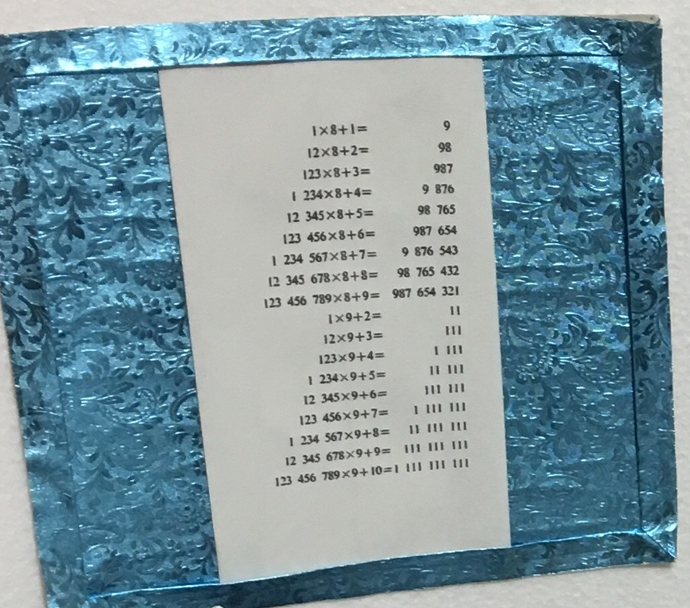 1×8+1= 9
12×8+2= 98
123×8+3= 987
1 234×8+4= 9 876
12 345×8+5= 98 765
123 456×8+6= 987 654
1 234 567×8+7= 9 876 543
12 345 678×8+8= 98 765 432
123 456 789×8+9= 987 654 321
1×9+2= 11
12×9+3= 111
123×9+4= 1 111
1 234×9+5= 11 111
12 345×9+6= 111 111
123 456×9+7= 1 111 111
1 234 567×9+8= 11 111 111
12 345 678×9+9= 111 111 111
123 456 789×9+10=1 111 111 111